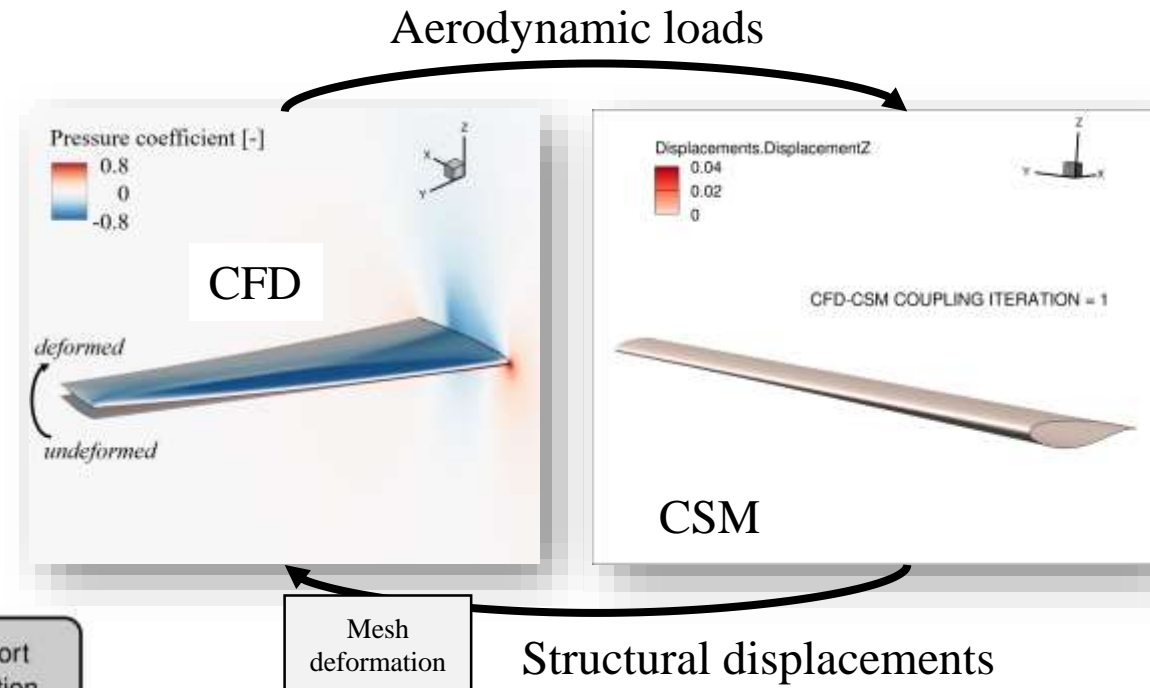 Aerodynamic loads
Pressure coefficient [-]
0.8
0
-0.8
Z
X
Y
CFD
deformed
undeformed
Displacements.DisplacementZ
0.04
0.02
0
Z
Y
X
CFD-CSM COUPLING ITERATION = 1
CSM
Mesh
deformation
Structural displacements